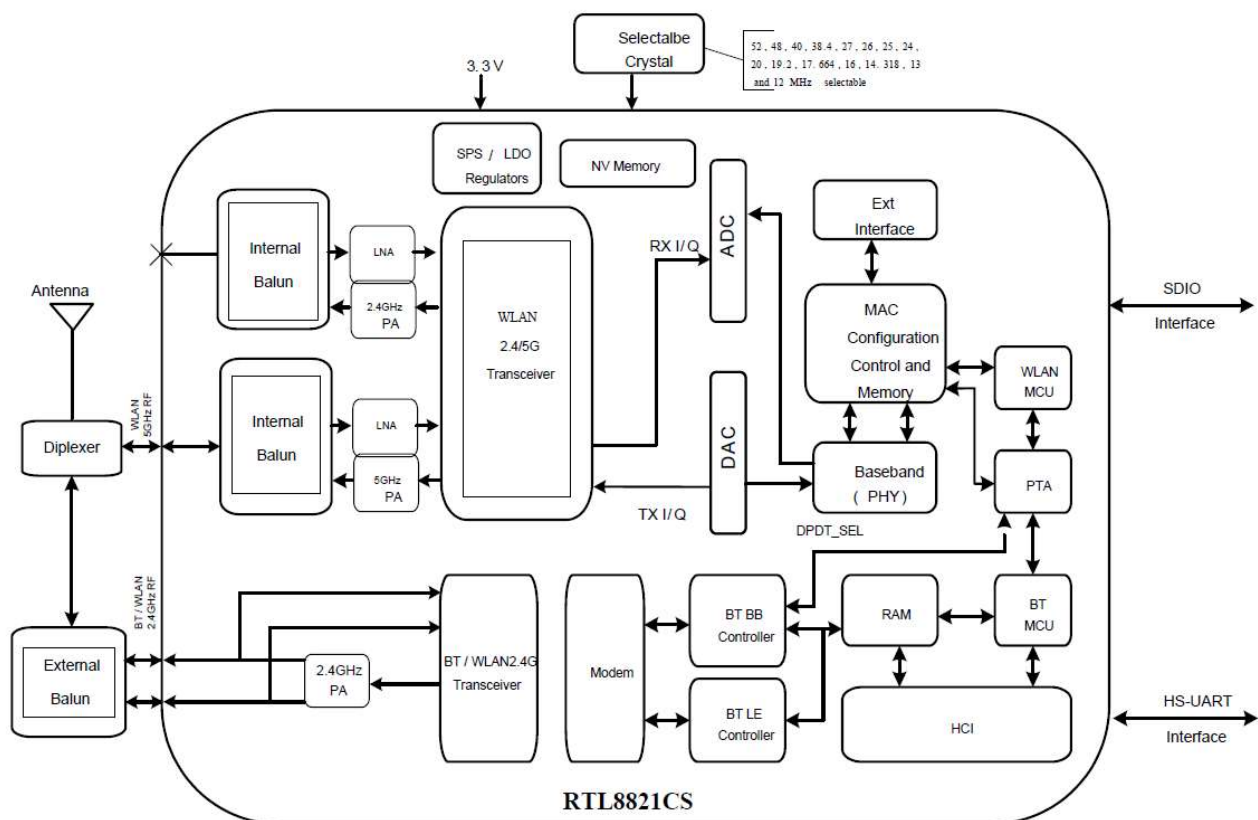 Selectalbe
Crystal
52 , 48 , 40 , 38.4 , 27 , 26 , 25 , 24 ,
20 , 19.2 , 17. 664 , 16 , 14. 318 , 13
and 12 MHz selectable
3. 3 V
SPS / LDO
Regulators
NV Memory
Internal
Balun
LNA
2.4GHz
PA
WLAN
2.4/5G
Transceiver
RX I / Q
ADC
Ext
Interface
MAC
Configuration
Control and
Memory
SDIO
Interface
Antenna
Diplexer
WLAN
5GHz RF
Internal
Balun
LNA
5GHz
PA
TX I / Q
DAC
Baseband
( PHY )
WLAN
MCU
PTA
DPDT_SEL
BT / WLAN
2.4GHz RF
External
Balun
2.4GHz
PA
BT / WLAN2.4G
Transceiver
Modem
BT BB
Controller
BT LE
Controller
RAM
BT
MCU
HCI
HS-UART
Interface
RTL8821CS